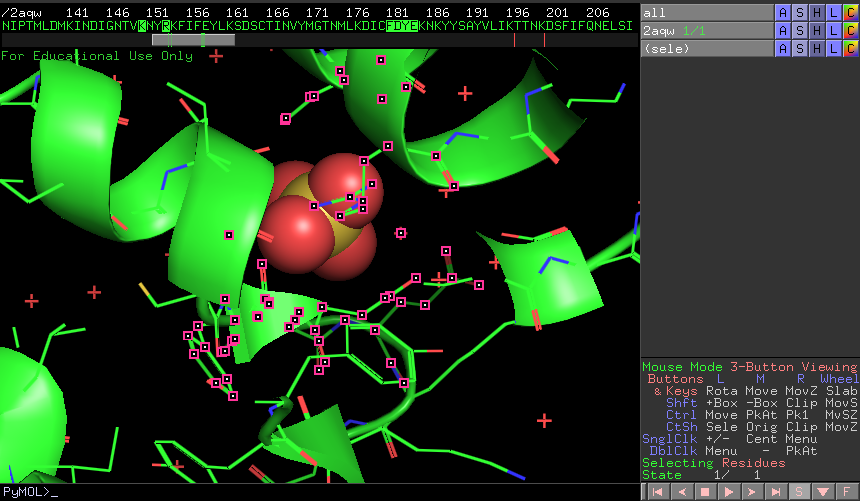 /2aqw 141 146 151 156 161 166 171 176 181 186 191 196 201 206
NIPTMLDMKINDIGNTVKNYRKFIFEYLKSDSCTINVYMGTNMLKDICFDYEKNKYYSAYVLIKTTNKDSFIFQNELSI
For Educational Use Only
all A S H L C
2aqw 1/1 A S H L C
(sele) A S H L C
Mouse Mode 3-Button Viewing
Buttons L M R Wheel
& Keys Rota Move MovZ Slab
Shft +Box -Box Clip MovS
Ctrl Move PkAt Pk1 MvSZ
CtSh Sele Orig Clip MovZ
SnglClk +/- Cent Menu
DblClk Menu - PkAt
Selecting Residues
State 1/ 1
PyMOL>_
S F